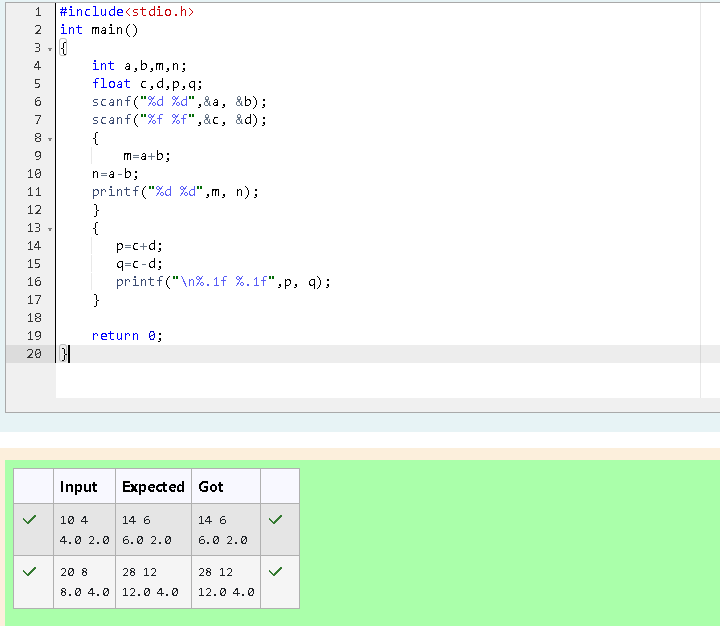 1 #include<stdio.h>
2 int main()
3 {
4     int a,b,m,n;
5     float c,d,p,q;
6     scanf("%d %d",&a, &b);
7     scanf("%f %f",&c, &d);
8     {
9         m=a+b;
10     n=a-b;
11     printf("%d %d",m, n);
12     }
13     {
14        p=c+d;
15        q=c-d;
16        printf("\n%.1f %.1f",p, q);
17     }
18
19     return 0;
20 }
Input Expected Got
10 4 14 6 14 6
4.0 2.0 6.0 2.0 6.0 2.0
20 8 28 12 28 12
8.0 4.0 12.0 4.0 12.0 4.0